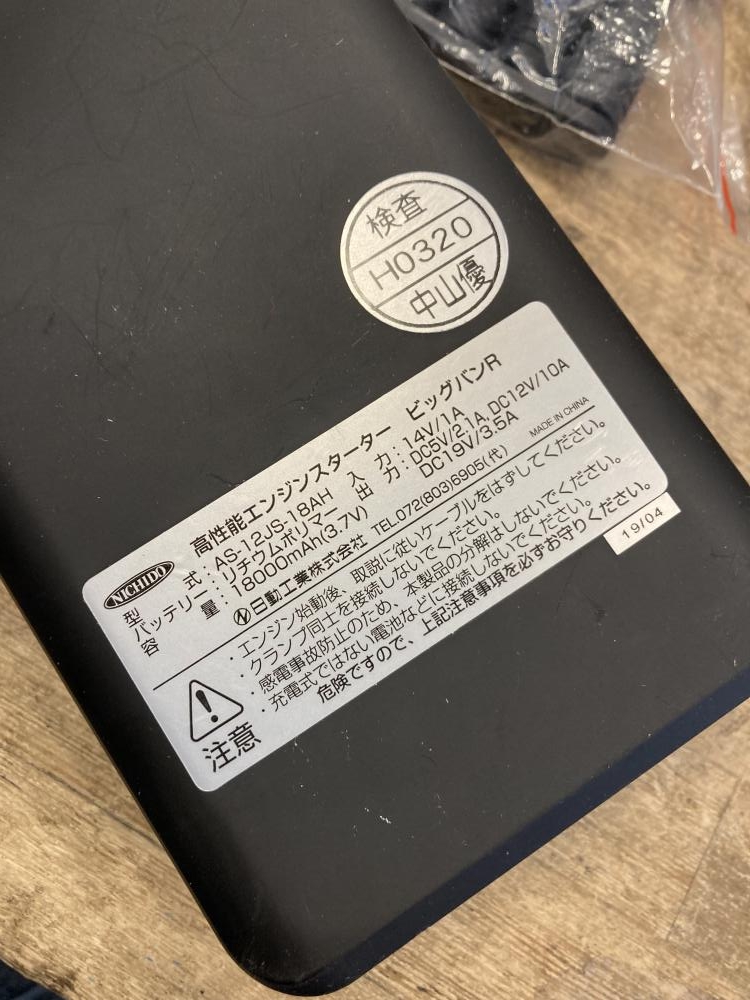 検査
H0320
中山優
NICHIDO
高性能エンジンスターター ビッグバンR
型 式 : AS-12JS-18AH 入 力 : 14V/1A
バッテリー : リチウムポリマー 出 力 : DC5V/2.1A, DC12V/10A
容 量 : 18000mAh(3.7V) DC19V/3.5A
日動工業株式会社 TEL072(803)6905(代) MADE IN CHINA
注意
・エンジン始動後、取説に従いケーブルをはずしてください。
・クランプ同士を接続しないでください。
・感電事故防止のため、本製品の分解はしないでください。
・充電式ではない電池などに接続しないでください。
危険ですので、上記注意事項を必ずお守りください。
19/04